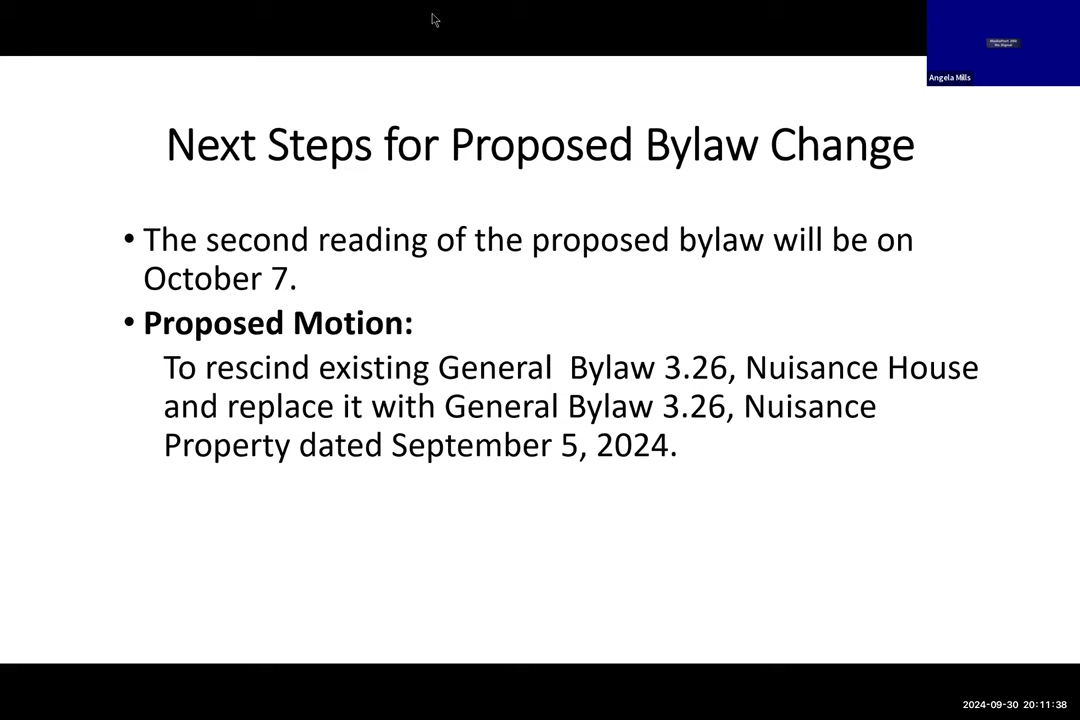 Angela Mills
Next Steps for Proposed Bylaw Change
• The second reading of the proposed bylaw will be on
October 7.
• Proposed Motion:
To rescind existing General  Bylaw 3.26, Nuisance House
and replace it with General Bylaw 3.26, Nuisance
Property dated September 5, 2024.
2024-09-30 20:11:38